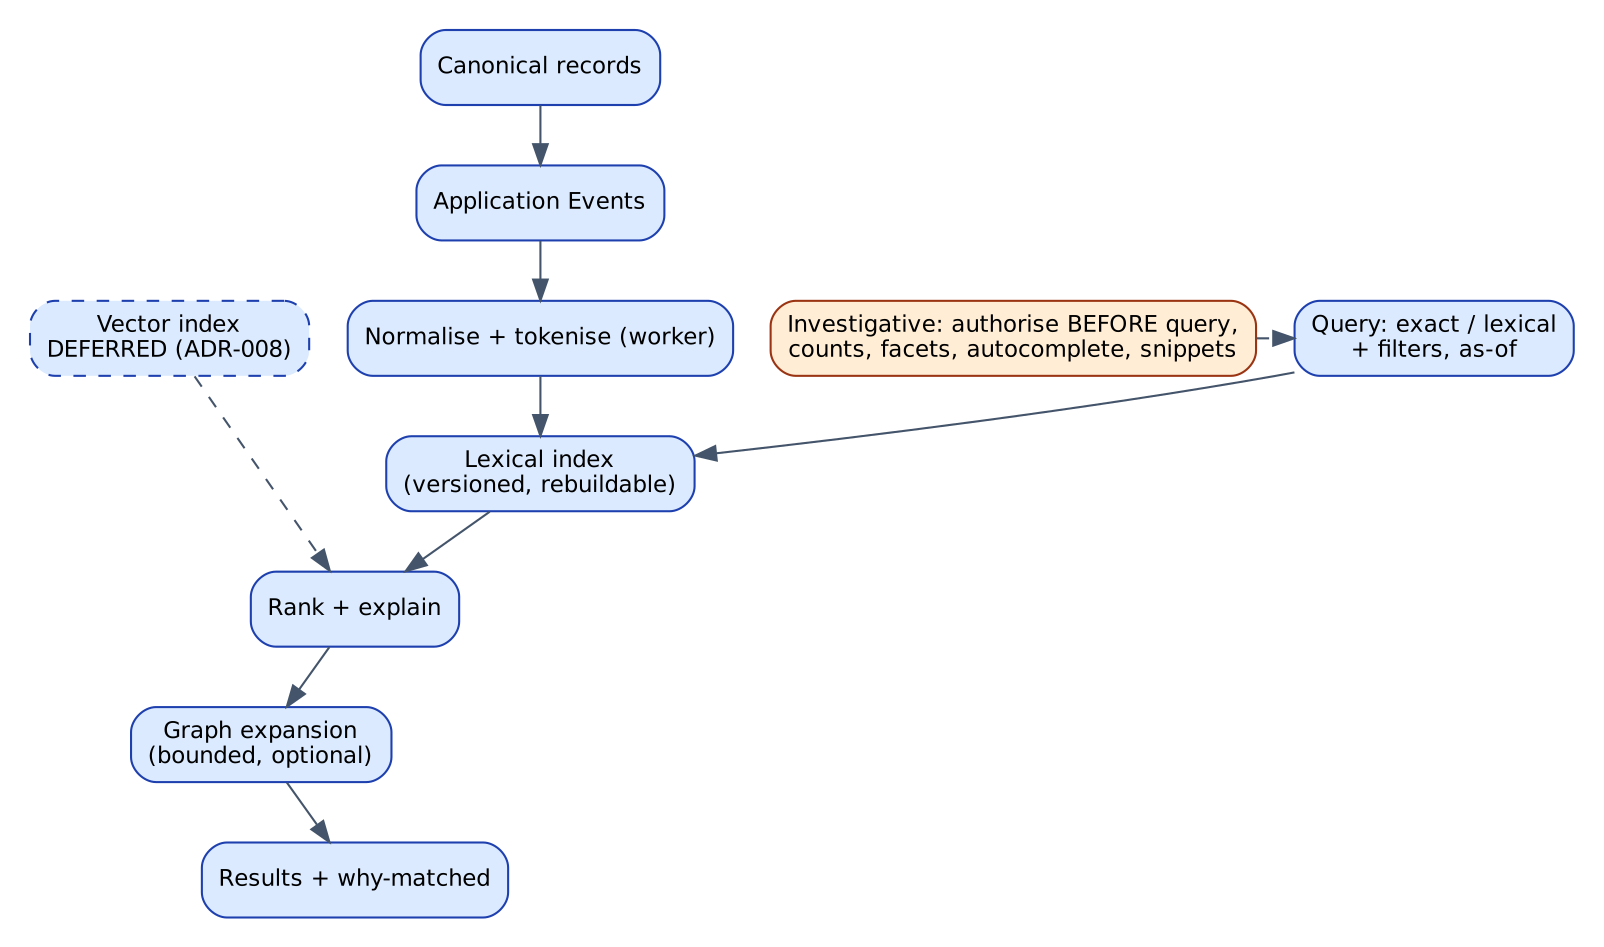 Canonical records
Application Events
Vector index
DEFERRED (ADR-008)
Normalise + tokenise (worker)
Investigative: authorise BEFORE query,
counts, facets, autocomplete, snippets
Query: exact / lexical
+ filters, as-of
Lexical index
(versioned, rebuildable)
Rank + explain
Graph expansion
(bounded, optional)
Results + why-matched